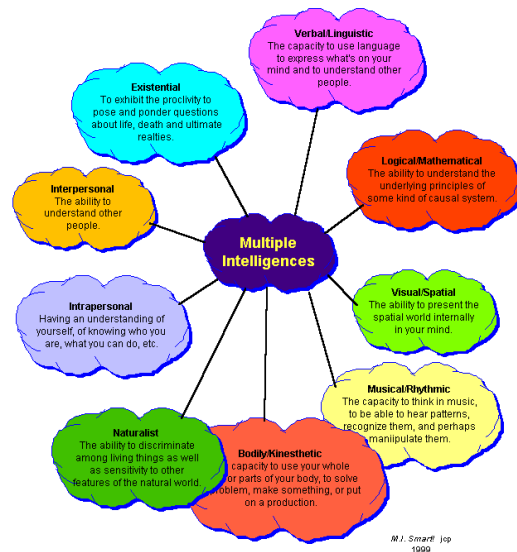 Verbal/Linguistic
The capacity to use language
to express what's on your
mind and to understand other
people.
Existential
To exhibit the proclivity to
pose and ponder questions
about life, death and ultimate
realties.
Logical/Mathematical
The ability to understand the
underlying principles of
some kind of causal system.
Interpersonal
The ability to
understand other
people.
Multiple
Intelligences
Visual/Spatial
The ability to present the
spatial world internally
in your mind.
Intrapersonal
Having an understanding of
yourself, of knowing who you
are, what you can do, etc.
Musical/Rhythmic
The capacity to think in music,
to be able to hear patterns,
recognize them, and perhaps
maniipulate them.
Naturalist
The ability to discriminate
among living things as well
as sensitivity to other
features of the natural world.
Bodily/Kinesthetic
capacity to use your whole
or parts of your body, to solve
problem, make something, or put
on a production.
M.I. Smart! jcp
1999